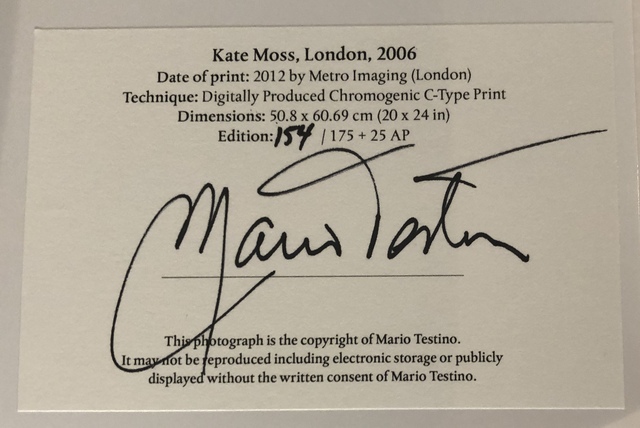 Kate Moss, London, 2006
Date of print: 2012 by Metro Imaging (London)
Technique: Digitally Produced Chromogenic C-Type Print
Dimensions: 50.8 x 60.69 cm (20 x 24 in)
Edition: 154 / 175 + 25 AP
Mario Testino
This photograph is the copyright of Mario Testino.
It may not be reproduced including electronic storage or publicly
displayed without the written consent of Mario Testino.